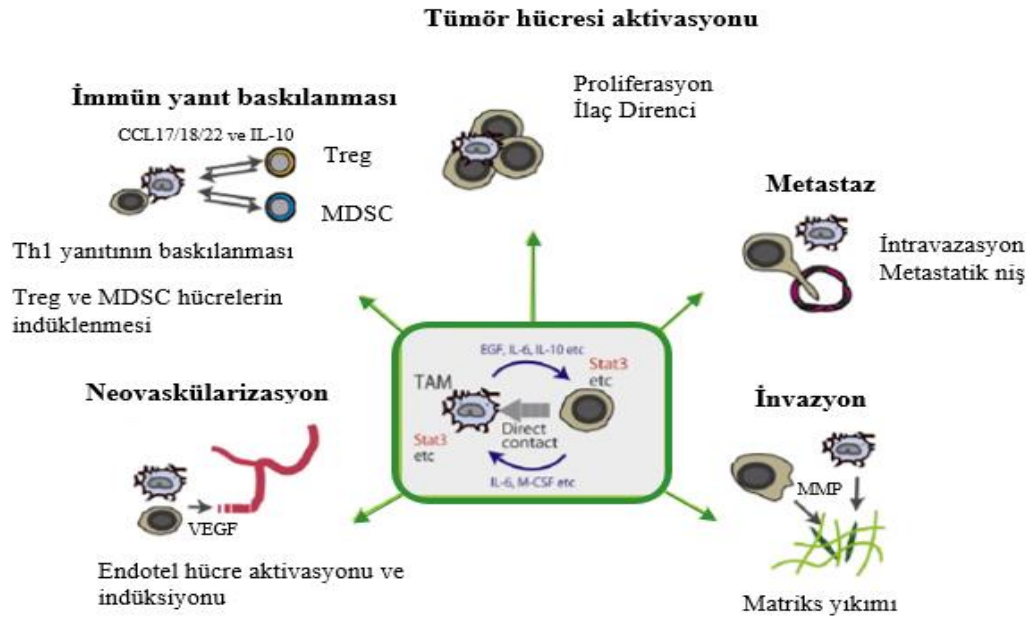 Tümör hücresi aktivasyonu
Proliferasyon
İlaç Direnci
İmmün yanıt baskılanması
CCL17/18/22 ve IL-10
Treg
MDSC
Th1 yanıtının baskılanması
Treg ve MDSC hücrelerin
indüklenmesi
Metastaz
İntravazasyon
Metastatik niş
EGF, IL-6, IL-10 etc
Stat3
etc
TAM
Direct
contact
Stat3
etc
IL-6, M-CSF etc
Neovaskülarizasyon
VEGF
Endotel hücre aktivasyonu ve
indüksiyonu
İnvazyon
MMP
Matriks yıkımı